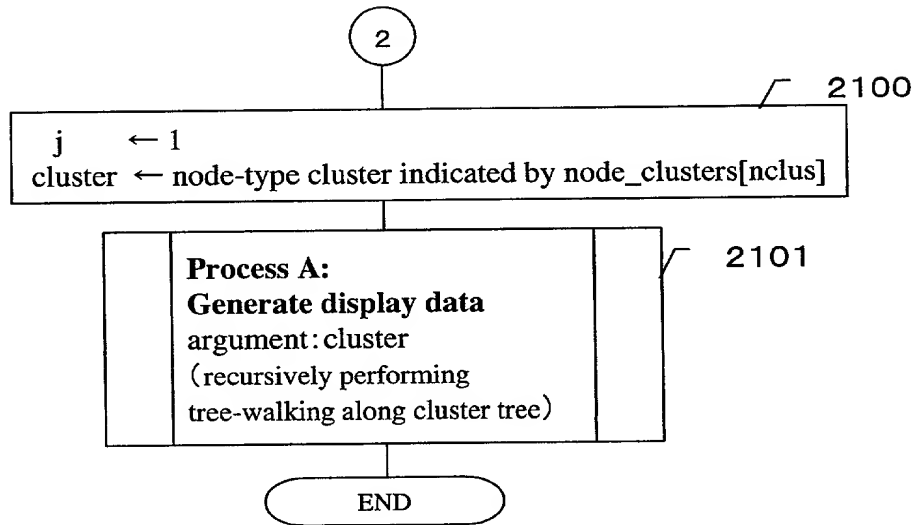 2
2100
j ← 1
cluster ← node-type cluster indicated by node_clusters[nclus]
2101
Process A:
Generate display data
argument:cluster
(recursively performing
tree-walking along cluster tree)
END